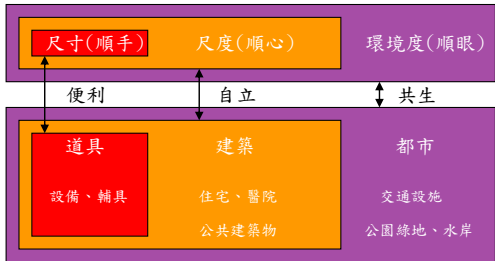 尺寸(順手) 尺度(順心) 環境度(順眼)
便利 自立 共生
道具 建築 都市
設備、輔具 住宅、醫院 交通設施
公共建築物 公園綠地、水岸